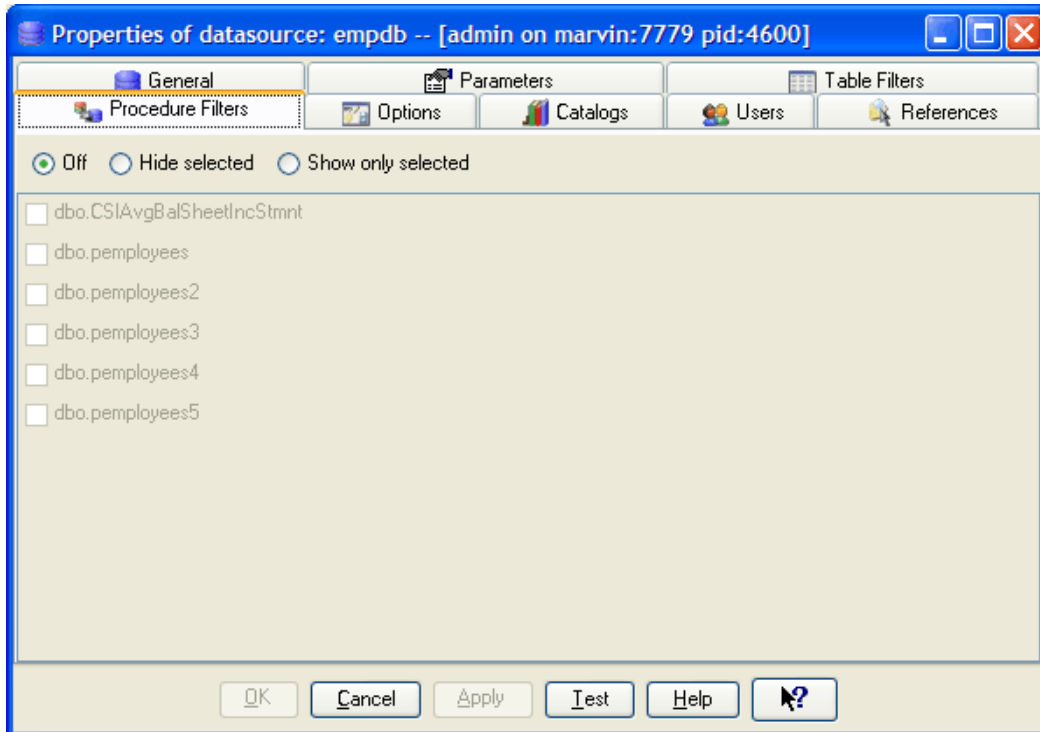 Properties of datasource: empdb -- [admin on marvin:7779 pid:4600]
General Parameters Table Filters
Procedure Filters Options Catalogs Users References
Off Hide selected Show only selected
dbo.CSIAvgBalSheetIncStmnt
dbo.pemployees
dbo.pemployees2
dbo.pemployees3
dbo.pemployees4
dbo.pemployees5
OK Cancel Apply Test Help ?